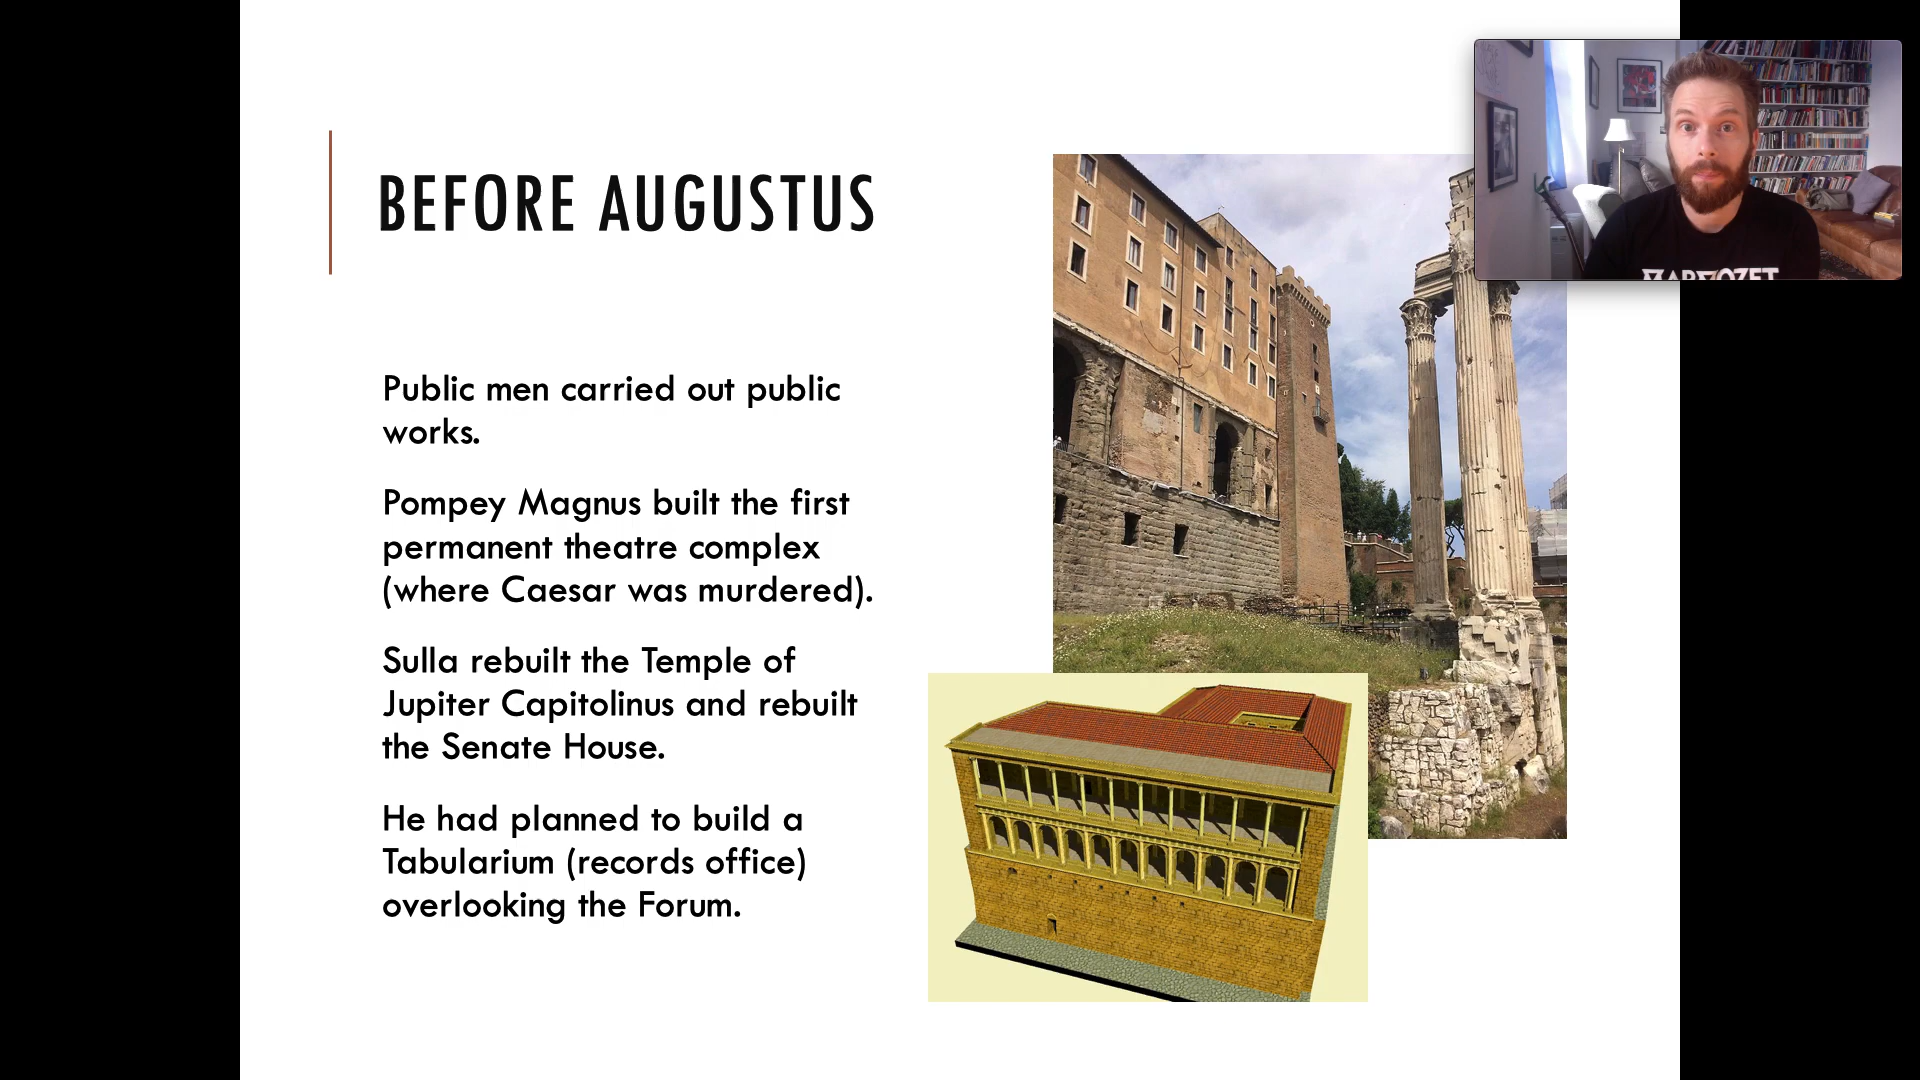 BEFORE AUGUSTUS
Public men carried out public
works.
Pompey Magnus built the first
permanent theatre complex
(where Caesar was murdered).
Sulla rebuilt the Temple of
Jupiter Capitolinus and rebuilt
the Senate House.
He had planned to build a
Tabularium (records office)
overlooking the Forum.